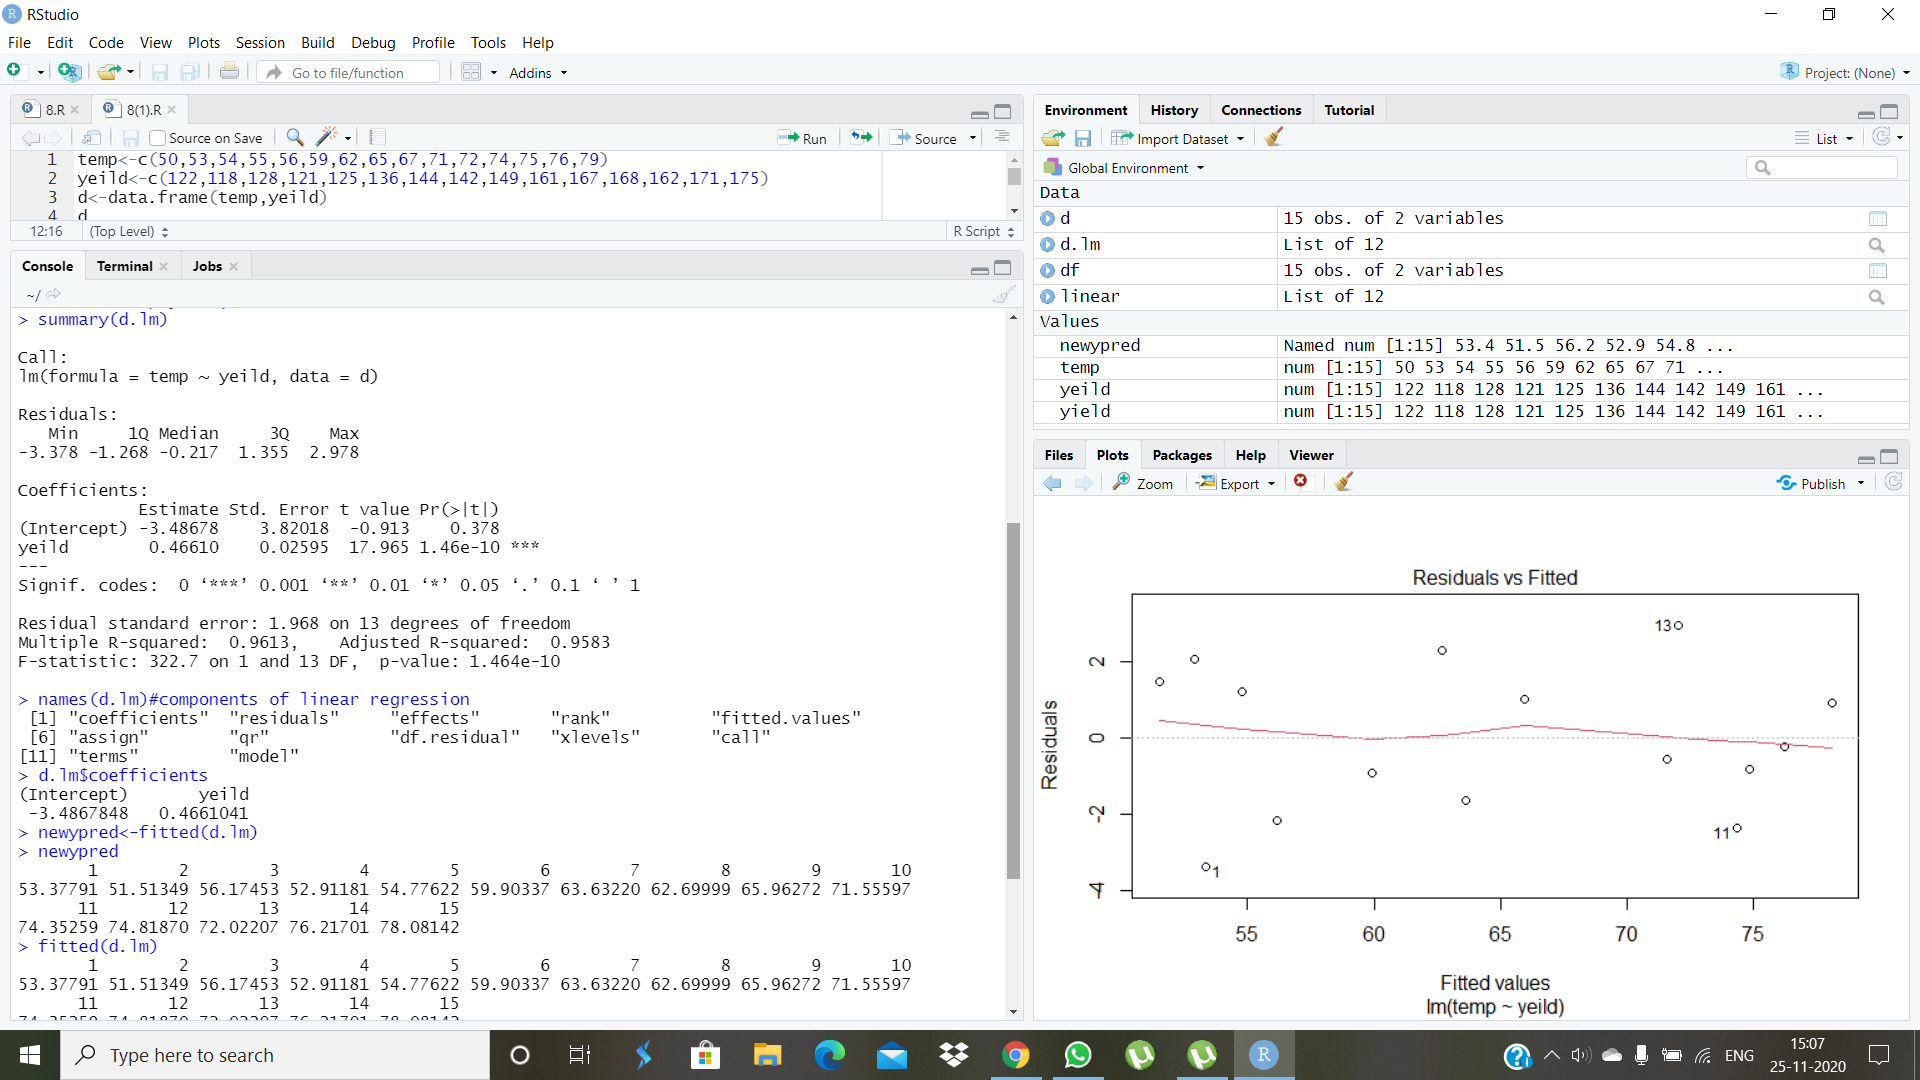 RStudio
File Edit Code View Plots Session Build Debug Profile Tools Help
Go to file/function Addins Project: (None)
8.R 8(1).R
Source on Save Run Source
1 temp<-c(50,53,54,55,56,59,62,65,67,71,72,74,75,76,79)
2 yeild<-c(122,118,128,121,125,136,144,142,149,161,167,168,162,171,175)
3 d<-data.frame(temp,yeild)
4 d
12:16 (Top Level) R Script
Console Terminal Jobs
~/
> summary(d.lm)
Call:
lm(formula = temp ~ yeild, data = d)
Residuals:
Min 1Q Median 3Q Max
-3.378 -1.268 -0.217 1.355 2.978
Coefficients:
Estimate Std. Error t value Pr(>|t|)
(Intercept) -3.48678 3.82018 -0.913 0.378
yeild 0.46610 0.02595 17.965 1.46e-10 ***
---
Signif. codes: 0 ‘***’ 0.001 ‘**’ 0.01 ‘*’ 0.05 ‘.’ 0.1 ‘ ’ 1
Residual standard error: 1.968 on 13 degrees of freedom
Multiple R-squared: 0.9613, Adjusted R-squared: 0.9583
F-statistic: 322.7 on 1 and 13 DF, p-value: 1.464e-10
> names(d.lm)#components of linear regression
[1] "coefficients" "residuals" "effects" "rank" "fitted.values"
[6] "assign" "qr" "df.residual" "xlevels" "call"
[11] "terms" "model"
> d.lm$coefficients
(Intercept) yeild
-3.4867848 0.4661041
> newypred<-fitted(d.lm)
> newypred
1 2 3 4 5 6 7 8 9 10
53.37791 51.51349 56.17453 52.91181 54.77622 59.90337 63.63220 62.69999 65.96272 71.55597
11 12 13 14 15
74.35259 74.81870 72.02207 76.21701 78.08142
> fitted(d.lm)
1 2 3 4 5 6 7 8 9 10
53.37791 51.51349 56.17453 52.91181 54.77622 59.90337 63.63220 62.69999 65.96272 71.55597
11 12 13 14 15
74.35259 74.81870 72.02207 76.21701 78.08142
Environment History Connections Tutorial
Import Dataset List
Global Environment
Data
d 15 obs. of 2 variables
d.lm List of 12
df 15 obs. of 2 variables
linear List of 12
Values
newypred Named num [1:15] 53.4 51.5 56.2 52.9 54.8 ...
temp num [1:15] 50 53 54 55 56 59 62 65 67 71 ...
yeild num [1:15] 122 118 128 121 125 136 144 142 149 161 ...
yield num [1:15] 122 118 128 121 125 136 144 142 149 161 ...
Files Plots Packages Help Viewer
Zoom Export Publish
Residuals vs Fitted
13
2
0
-2
-4
Residuals
11
1
55 60 65 70 75
Fitted values
lm(temp ~ yeild)
Type here to search
ENG
15:07
25-11-2020